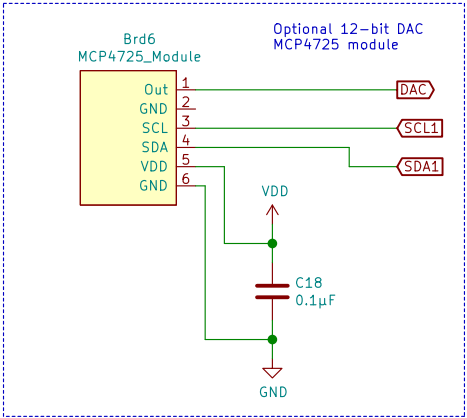 Brd6
MCP4725_Module
Optional 12-bit DAC
MCP4725 module
Out 1 DAC
GND 2
SCL 3 SCL1
SDA 4 SDA1
VDD 5
GND 6
VDD
C18
0.1µF
GND